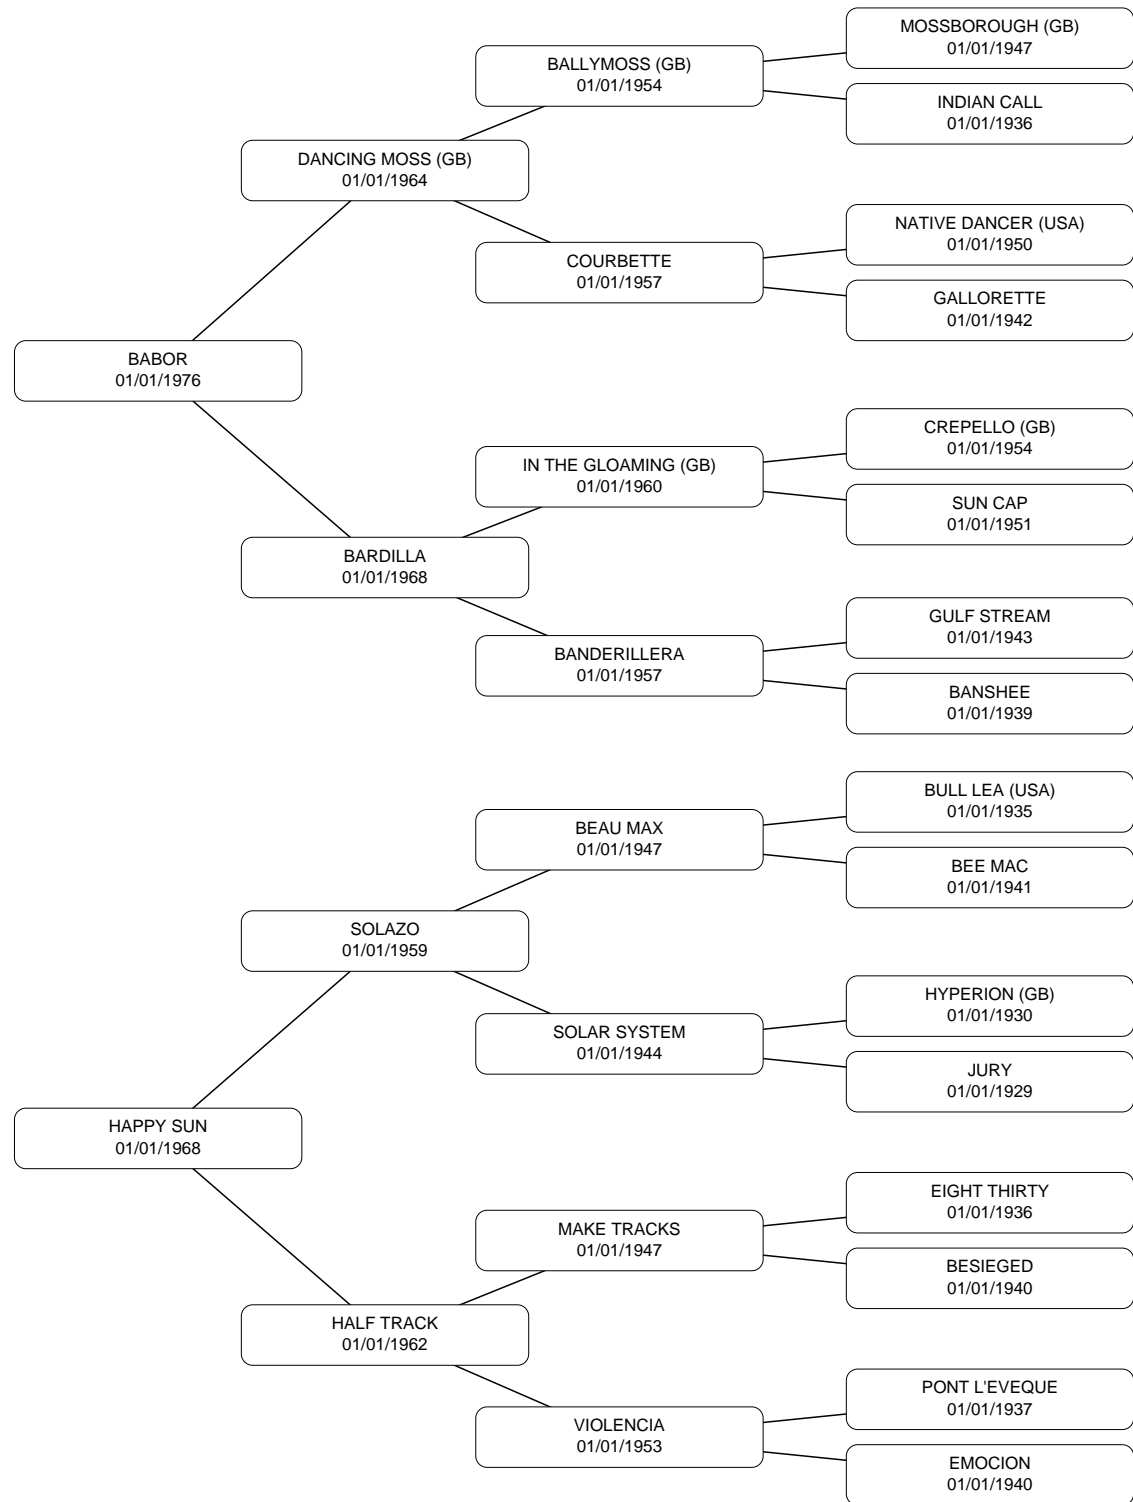 MOSSBOROUGH (GB)
01/01/1947
BALLYMOSS (GB)
01/01/1954
INDIAN CALL
01/01/1936
DANCING MOSS (GB)
01/01/1964
NATIVE DANCER (USA)
01/01/1950
COURBETTE
01/01/1957
GALLORETTE
01/01/1942
BABOR
01/01/1976
CREPELLO (GB)
01/01/1954
IN THE GLOAMING (GB)
01/01/1960
SUN CAP
01/01/1951
BARDILLA
01/01/1968
GULF STREAM
01/01/1943
BANDERILLERA
01/01/1957
BANSHEE
01/01/1939
BULL LEA (USA)
01/01/1935
BEAU MAX
01/01/1947
BEE MAC
01/01/1941
SOLAZO
01/01/1959
HYPERION (GB)
01/01/1930
SOLAR SYSTEM
01/01/1944
JURY
01/01/1929
HAPPY SUN
01/01/1968
EIGHT THIRTY
01/01/1936
MAKE TRACKS
01/01/1947
BESIEGED
01/01/1940
HALF TRACK
01/01/1962
PONT L'EVEQUE
01/01/1937
VIOLENCIA
01/01/1953
EMOCION
01/01/1940